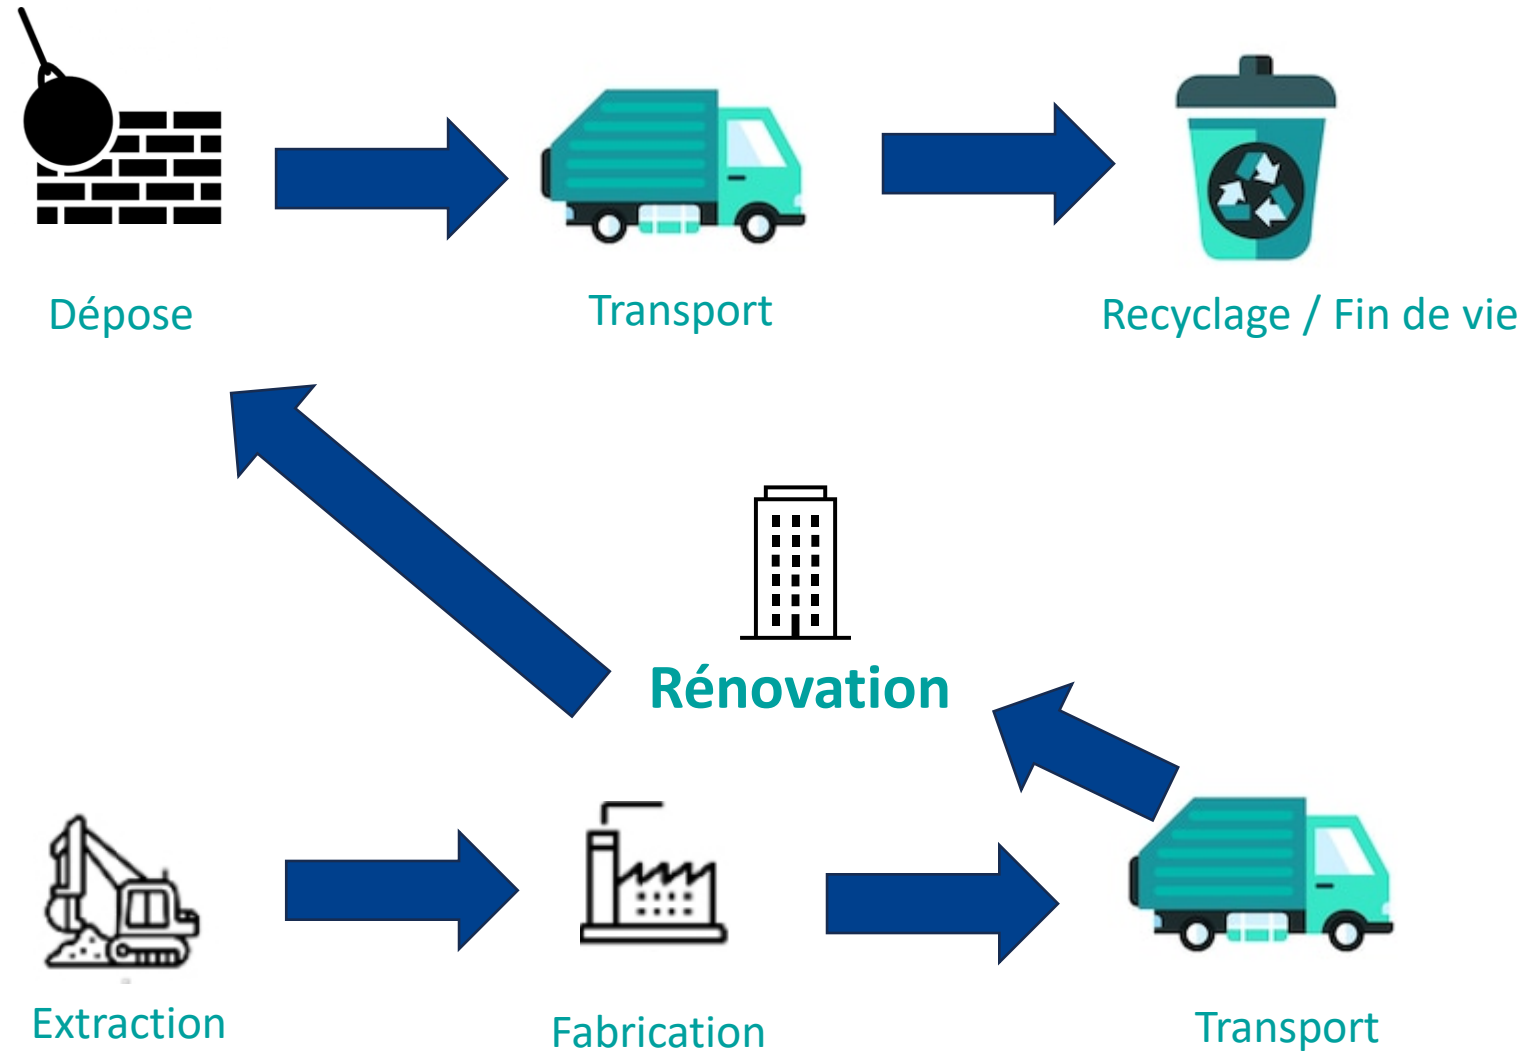 Dépose
Transport
Recyclage / Fin de vie
Rénovation
Extraction
Fabrication
Transport